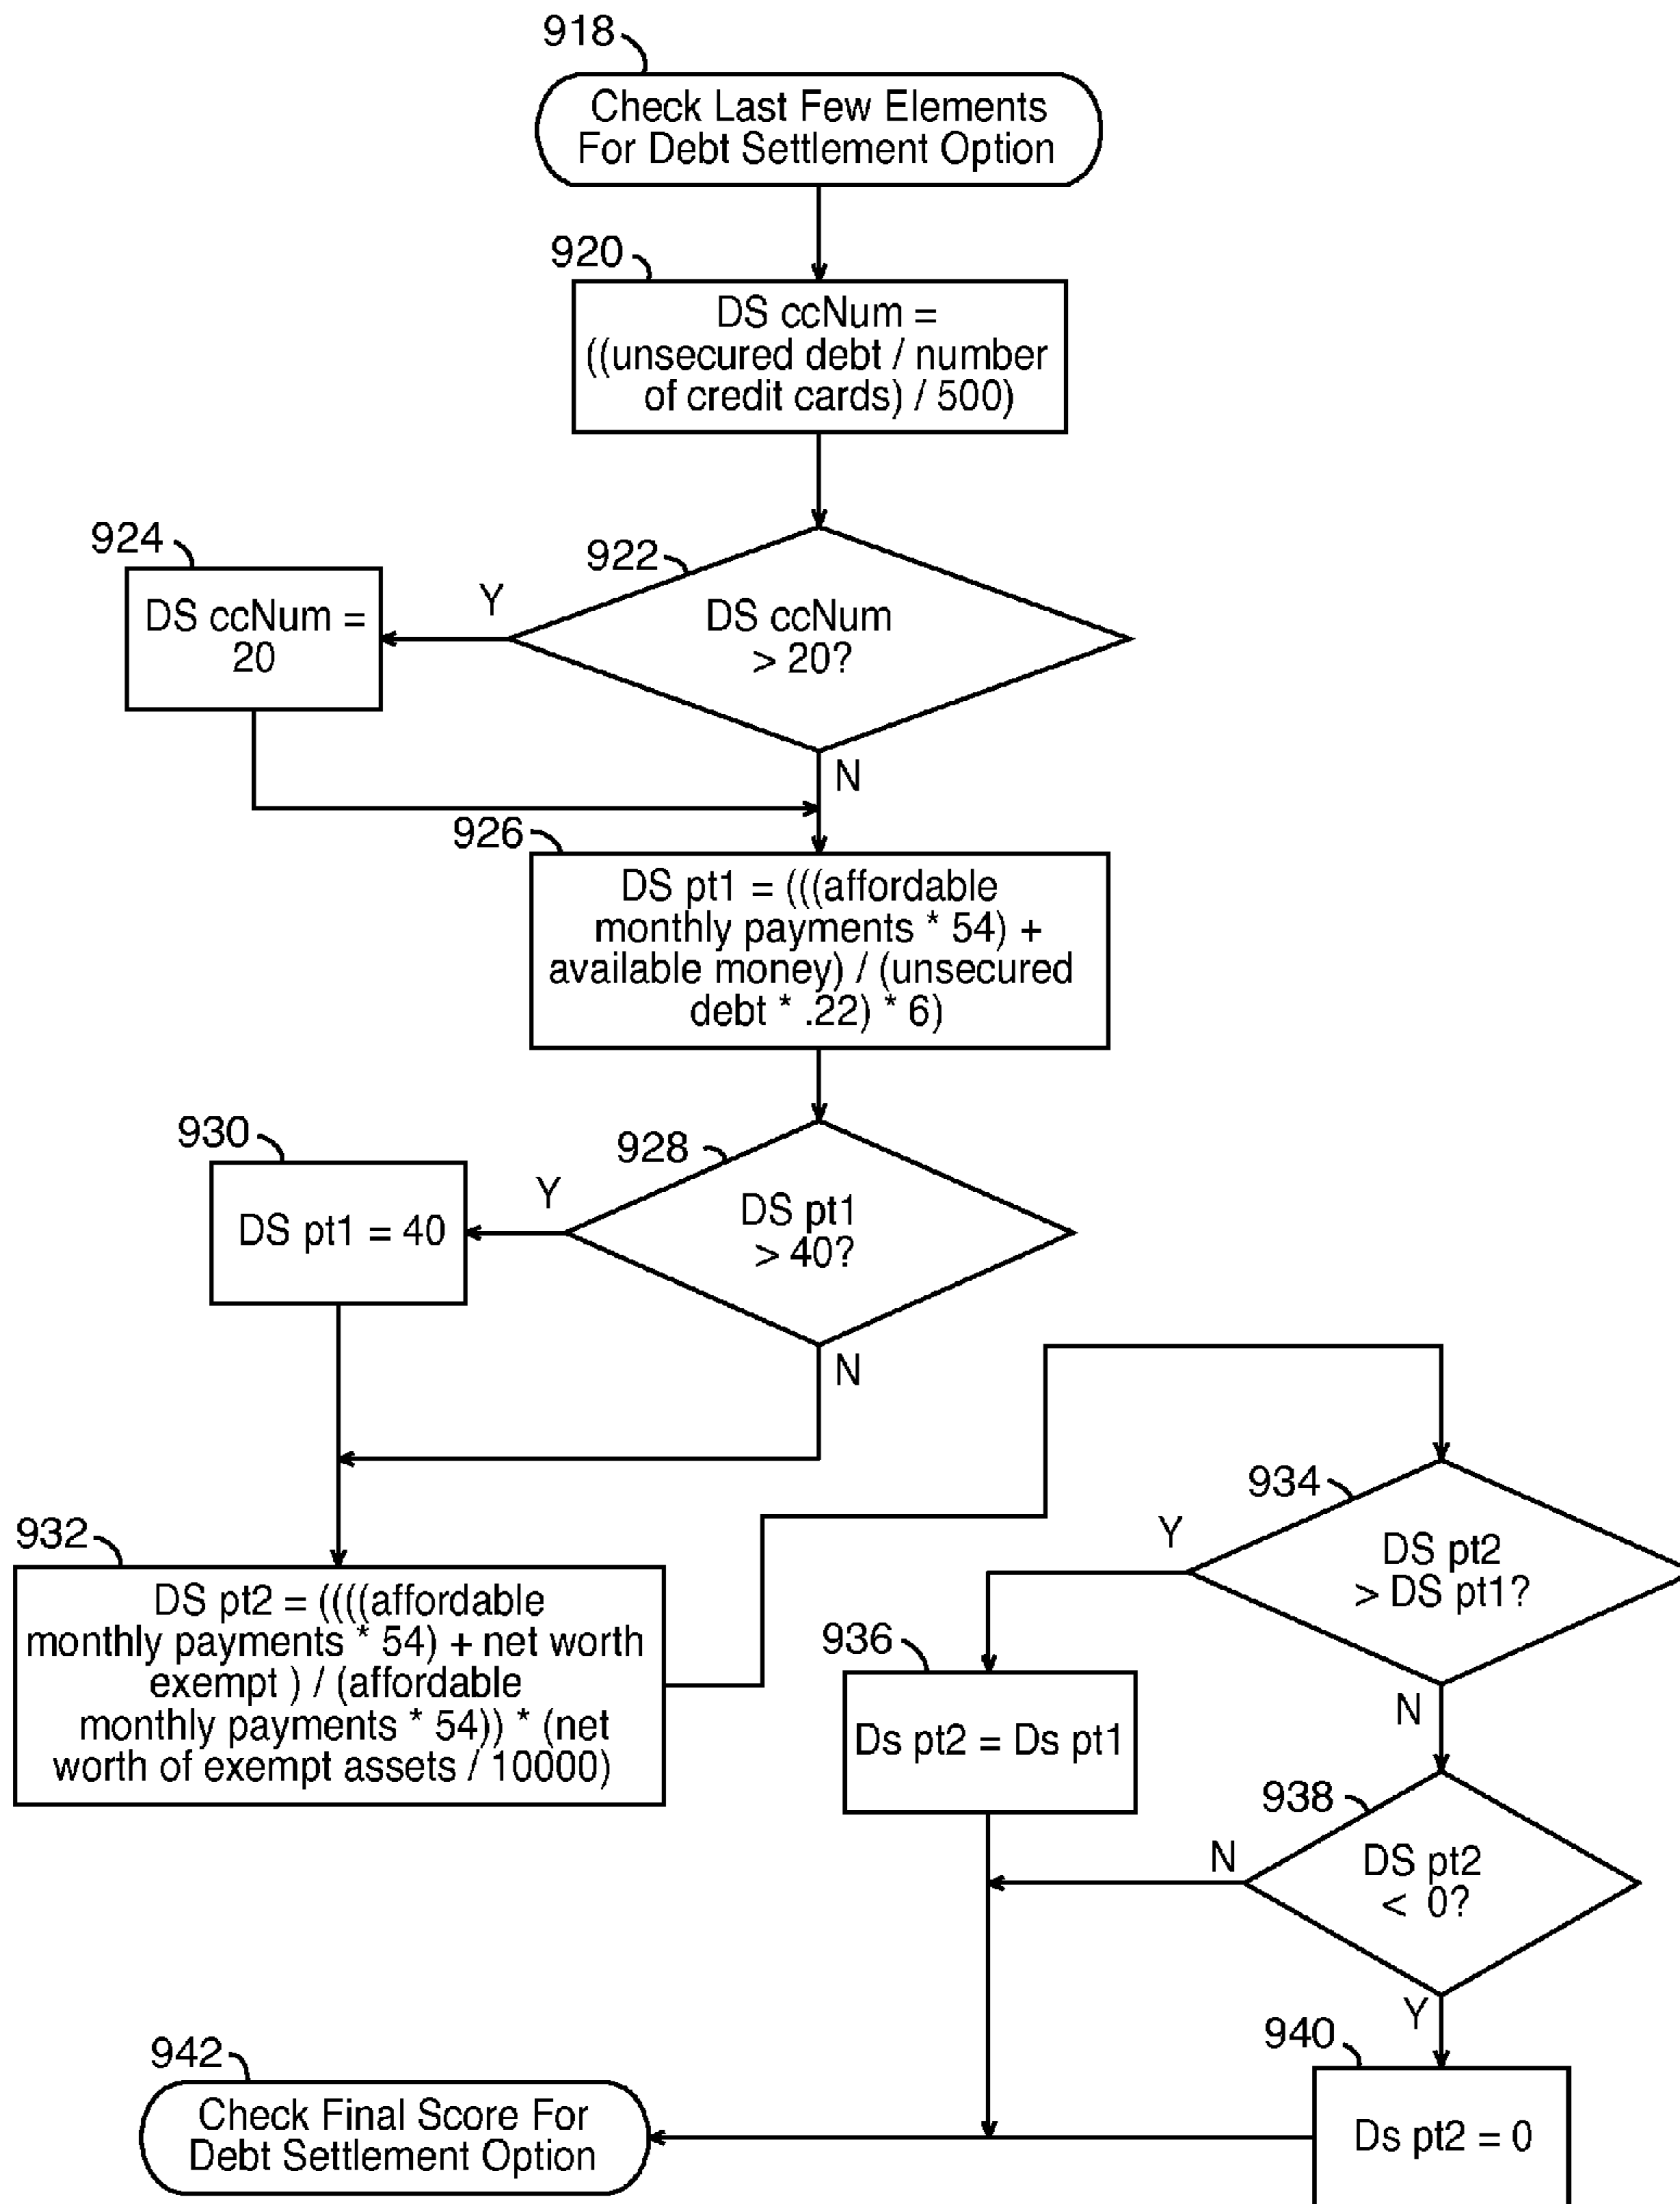 918
Check Last Few Elements
For Debt Settlement Option
920
DS ccNum =
((unsecured debt / number
of credit cards) / 500)
924
922
Y
DS ccNum =
20
DS ccNum
> 20?
N
926
DS pt1 = (((affordable
monthly payments * 54) +
available money) / (unsecured
debt * .22) * 6)
930
928
Y
DS pt1 = 40
DS pt1
> 40?
N
932
DS pt2 = ((((affordable
monthly payments * 54) + net worth
exempt ) / (affordable
monthly payments * 54)) * (net
worth of exempt assets / 10000)
934
Y
DS pt2
> DS pt1?
N
936
Ds pt2 = Ds pt1
938
N
DS pt2
< 0?
Y
940
Ds pt2 = 0
942
Check Final Score For
Debt Settlement Option